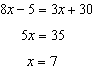 8x − 5 = 3x + 30
5x = 35
x = 7